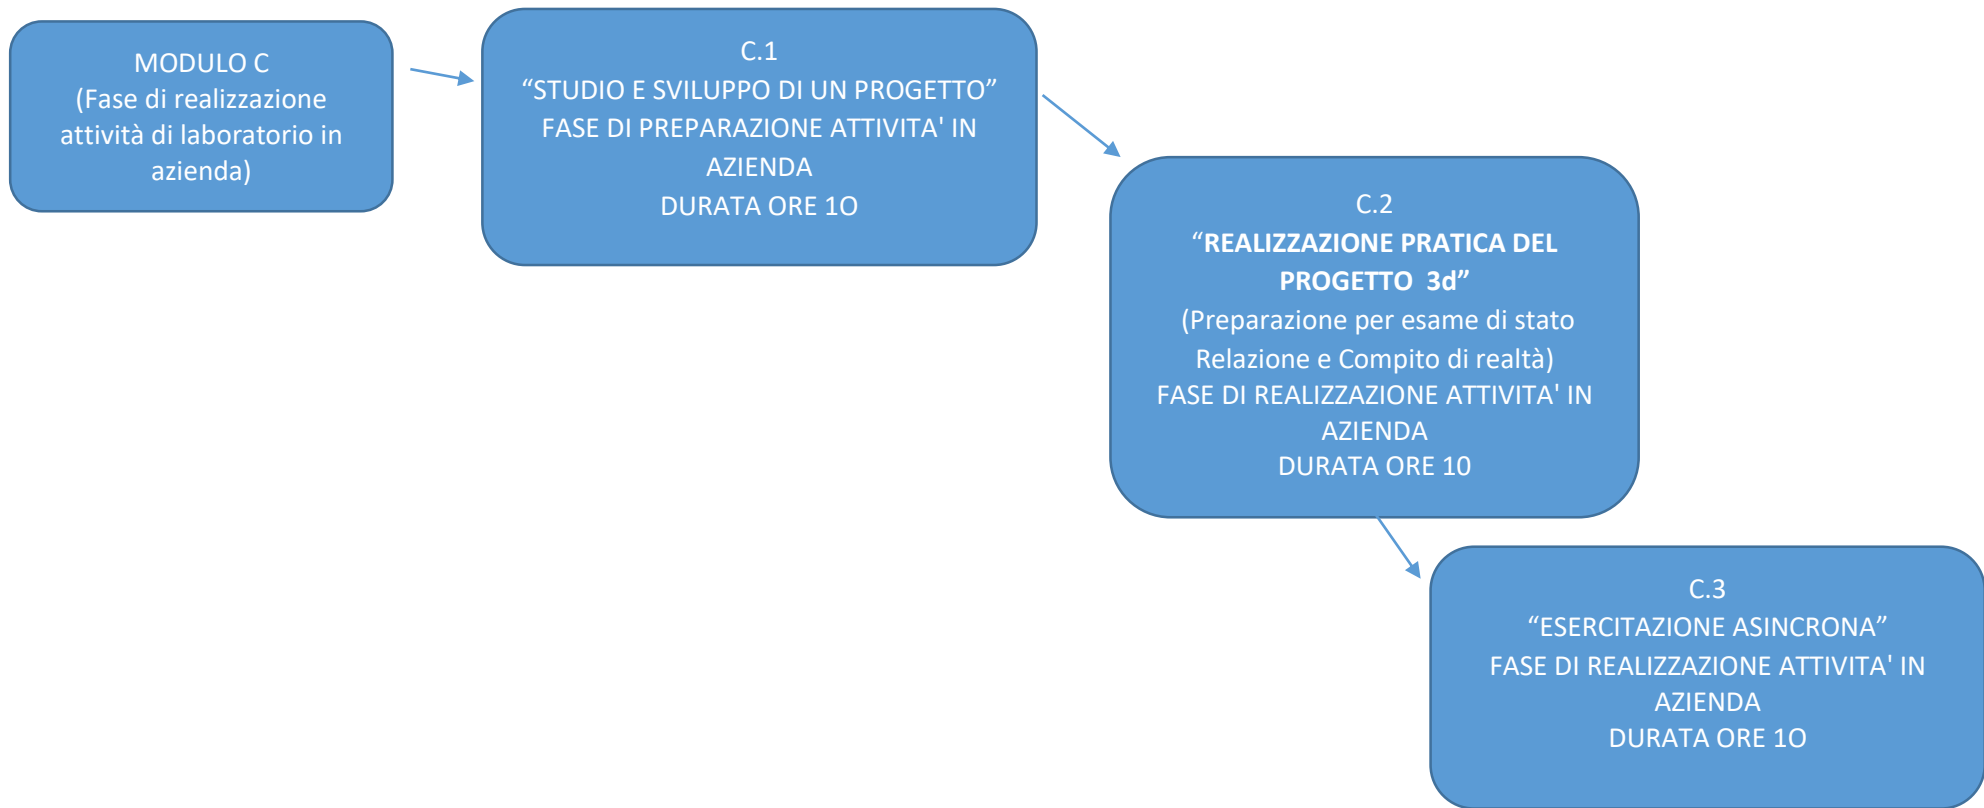 MODULO C
(Fase di realizzazione
attività di laboratorio in
azienda)
C.1
“STUDIO E SVILUPPO DI UN PROGETTO”
FASE DI PREPARAZIONE ATTIVITA' IN
AZIENDA
DURATA ORE 1O
C.2
“REALIZZAZIONE PRATICA DEL
PROGETTO  3d”
(Preparazione per esame di stato
Relazione e Compito di realtà)
FASE DI REALIZZAZIONE ATTIVITA' IN
AZIENDA
DURATA ORE 10
C.3
“ESERCITAZIONE ASINCRONA”
FASE DI REALIZZAZIONE ATTIVITA' IN
AZIENDA
DURATA ORE 1O